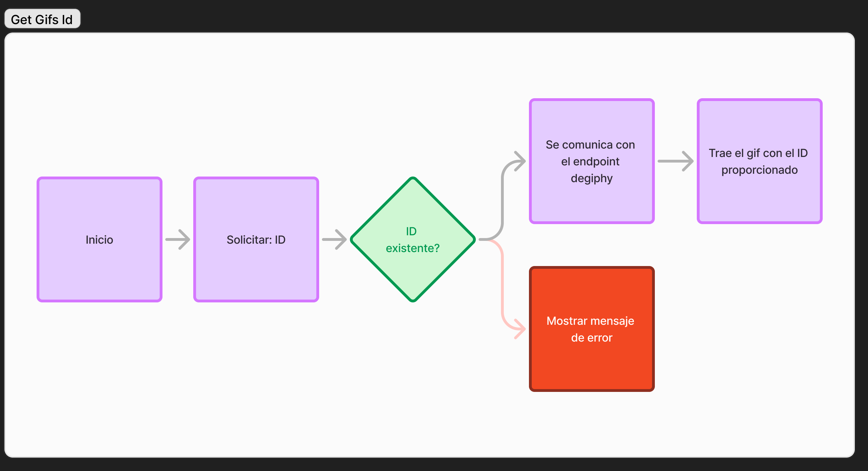 Get Gifs Id
Inicio
Solicitar: ID
ID
existente?
Se comunica con
el endpoint
degiphy
Trae el gif con el ID
proporcionado
Mostrar mensaje
de error